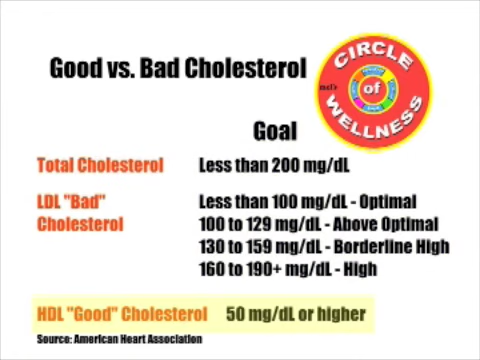 Good vs. Bad Cholesterol
CIRCLE
of
WELLNESS
Goal
Total Cholesterol Less than 200 mg/dL
LDL "Bad" Less than 100 mg/dL - Optimal
Cholesterol 100 to 129 mg/dL - Above Optimal
130 to 159 mg/dL - Borderline High
160 to 190+ mg/dL - High
HDL "Good" Cholesterol 50 mg/dL or higher
Source: American Heart Association